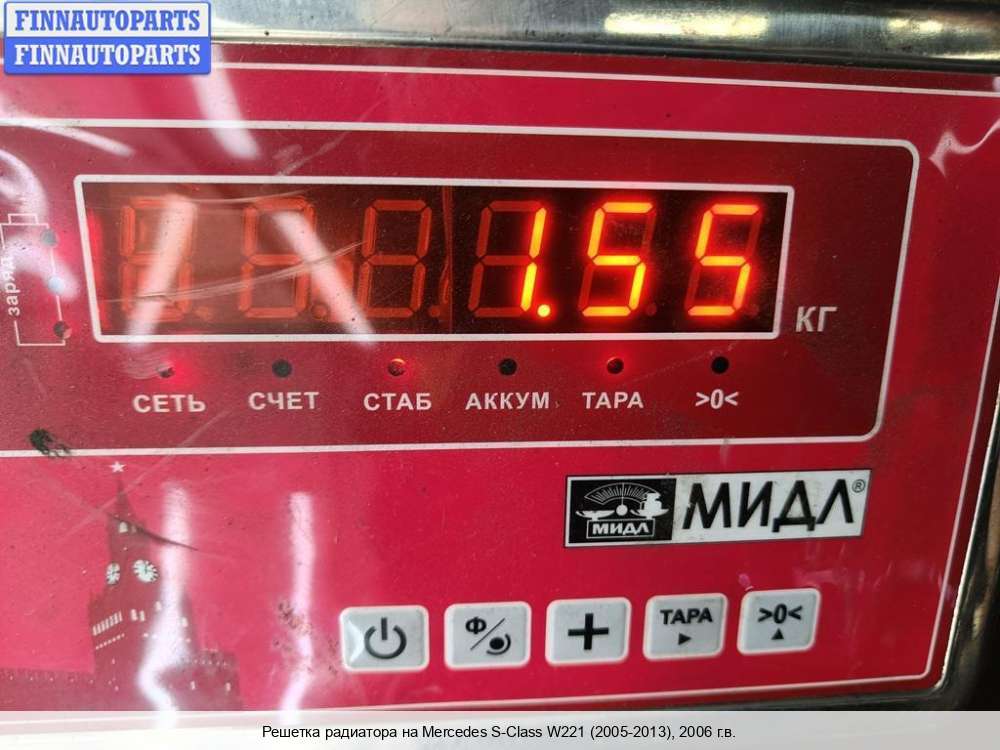 FINNAUTOPARTS
FINNAUTOPARTS
1.55
КГ
заряд
СЕТЬ СЧЕТ СТАБ АККУМ ТАРА >0<
МИДЛ МИДЛ®
Ф ТАРА >0<
Решетка радиатора на Mercedes S-Class W221 (2005-2013), 2006 г.в.